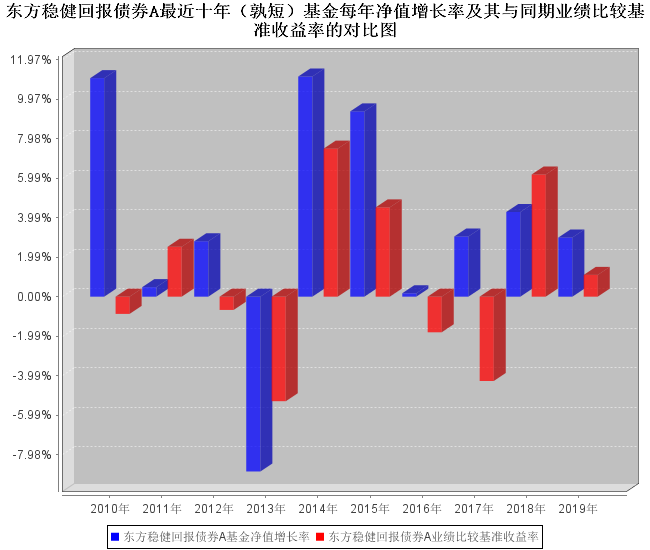 东方稳健回报债券A最近十年（孰短）基金每年净值增长率及其与同期业绩比较基
准收益率的对比图
11.97%
9.97%
7.98%
5.99%
3.99%
1.99%
0.00%
-1.99%
-3.99%
-5.99%
-7.98%
2010年 2011年 2012年 2013年 2014年 2015年 2016年 2017年 2018年 2019年
东方稳健回报债券A基金净值增长率 东方稳健回报债券A业绩比较基准收益率